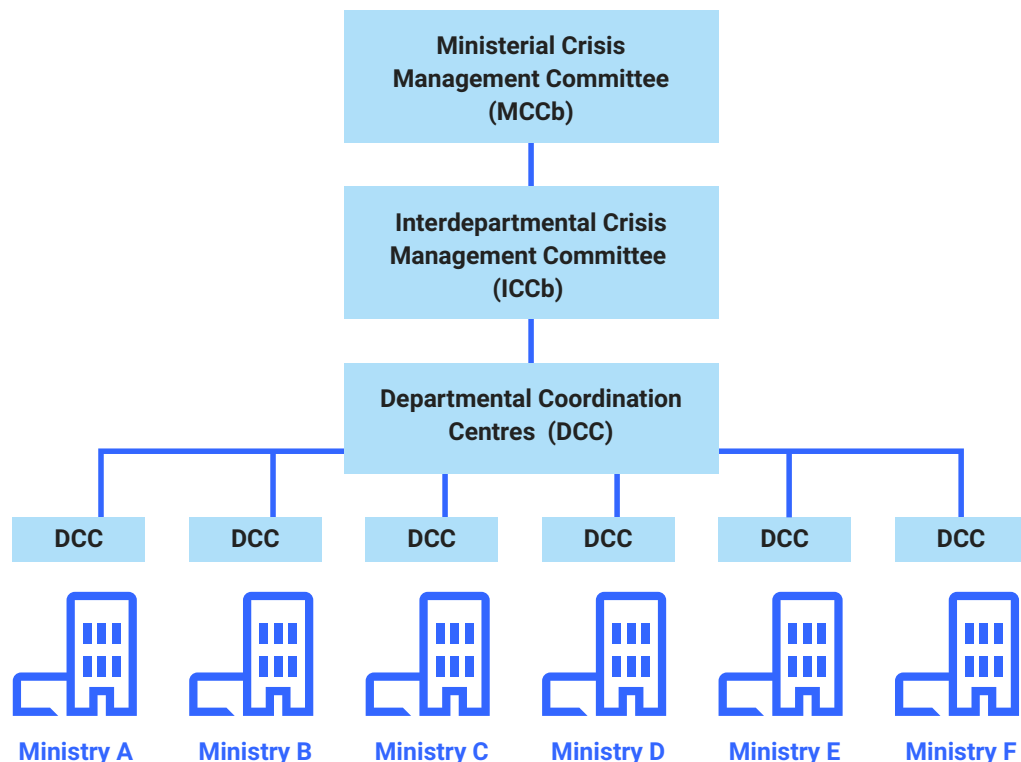 Ministerial Crisis
Management Committee
(MCCb)
Interdepartmental Crisis
Management Committee
(ICCb)
Departmental Coordination
Centres (DCC)
DCC
DCC
DCC
DCC
DCC
DCC
Ministry A
Ministry B
Ministry C
Ministry D
Ministry E
Ministry F